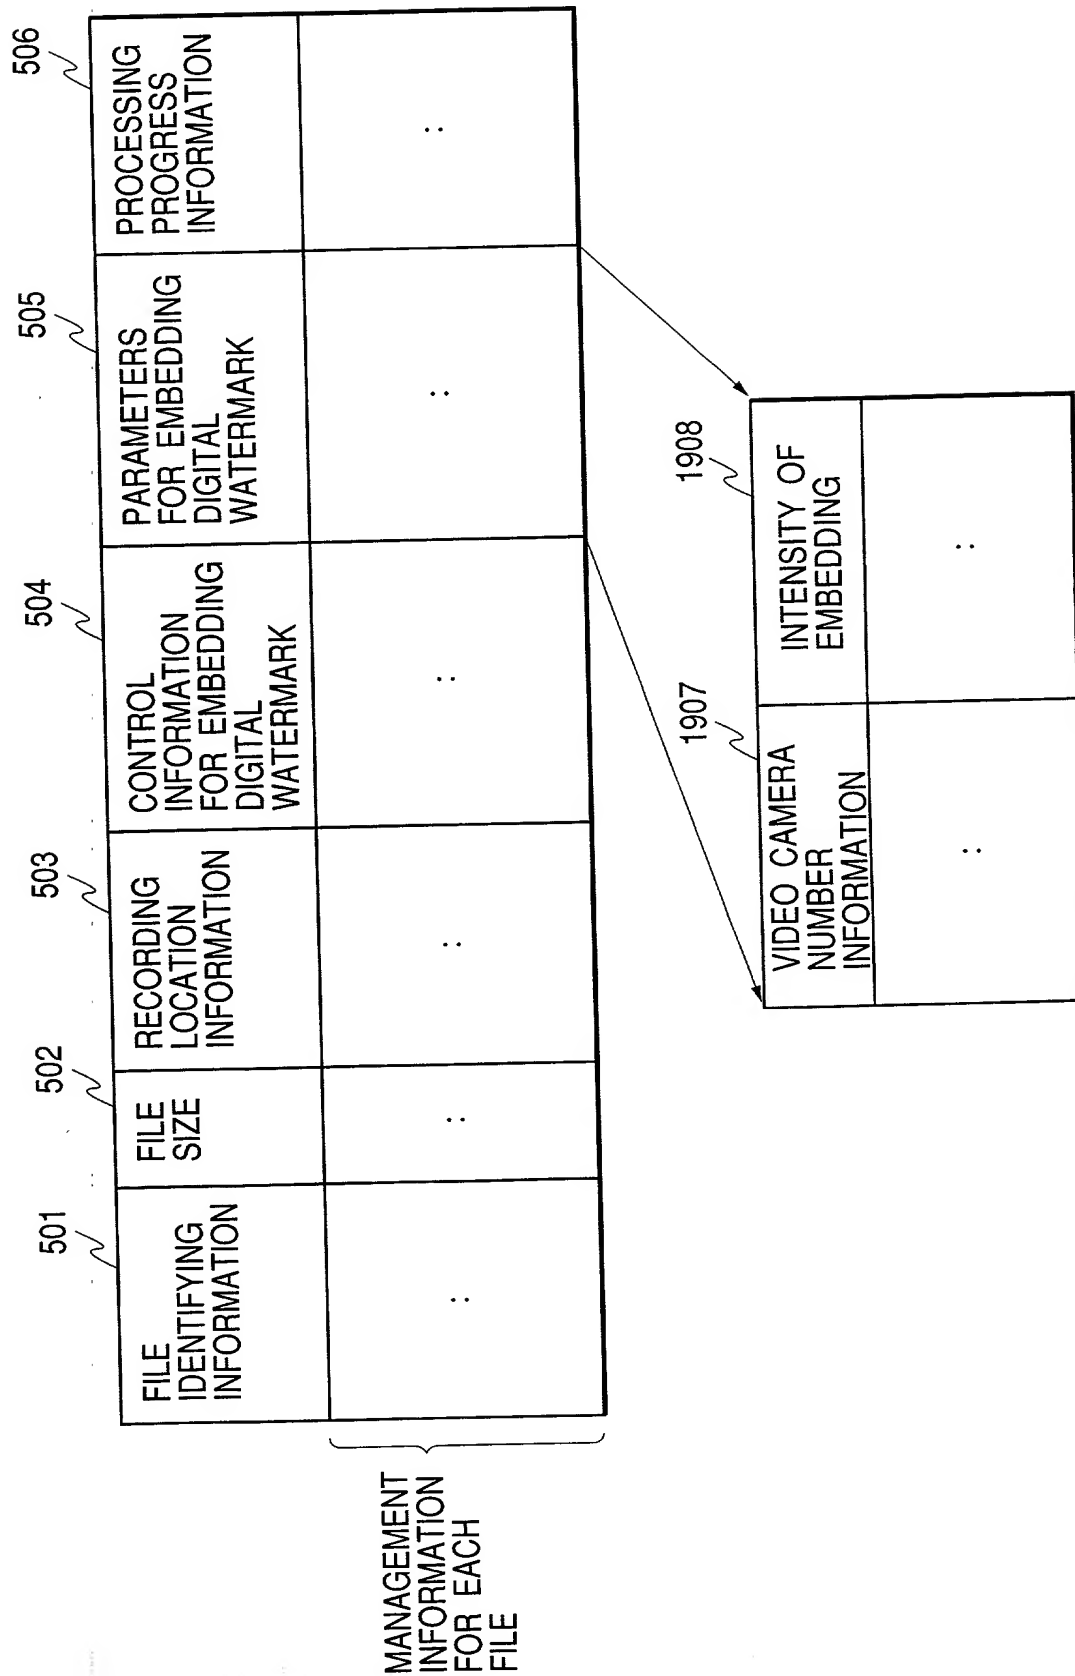 501
502
503
504
505
506
FILE
IDENTIFYING
INFORMATION
FILE
SIZE
RECORDING
LOCATION
INFORMATION
CONTROL
INFORMATION
FOR EMBEDDING
DIGITAL
WATERMARK
PARAMETERS
FOR EMBEDDING
DIGITAL
WATERMARK
PROCESSING
PROGRESS
INFORMATION
MANAGEMENT
INFORMATION
FOR EACH
FILE
:
:
:
:
:
:
1907
1908
VIDEO CAMERA
NUMBER
INFORMATION
INTENSITY OF
EMBEDDING
:
: